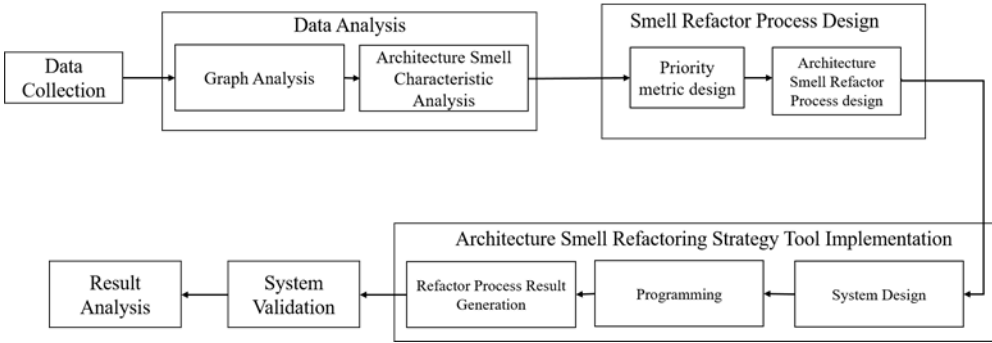 Data Analysis
Smell Refactor Process Design
Data
Collection
Graph Analysis
Architecture Smell
Characteristic
Analysis
Priority
metric design
Architecture
Smell Refactor
Process design
Architecture Smell Refactoring Strategy Tool Implementation
System Design
Programming
Refactor Process Result
Generation
System
Validation
Result
Analysis